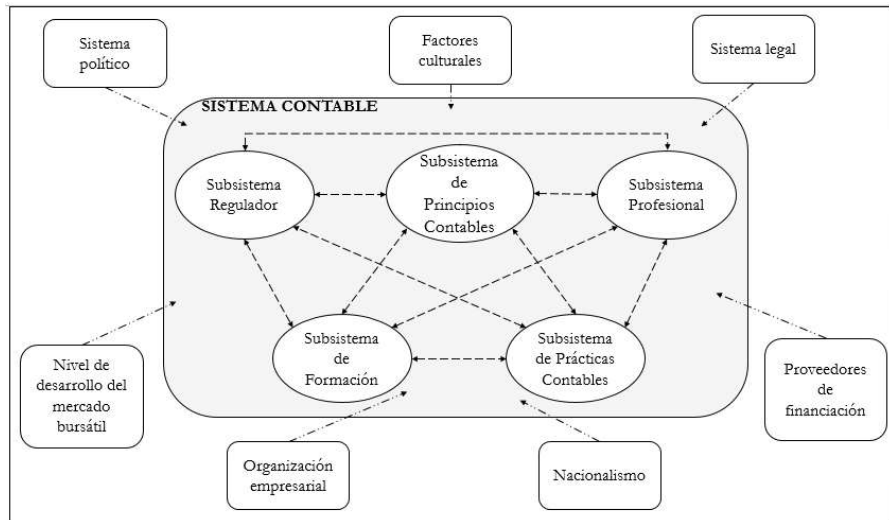 Sistema
político
Factores
culturales
Sistema legal
SISTEMA CONTABLE
Subsistema
Regulador
Subsistema
de
Principios
Contables
Subsistema
Profesional
Subsistema
de
Formación
Subsistema
de Prácticas
Contables
Nivel de
desarrollo del
mercado
bursátil
Proveedores
de
financiación
Organización
empresarial
Nacionalismo